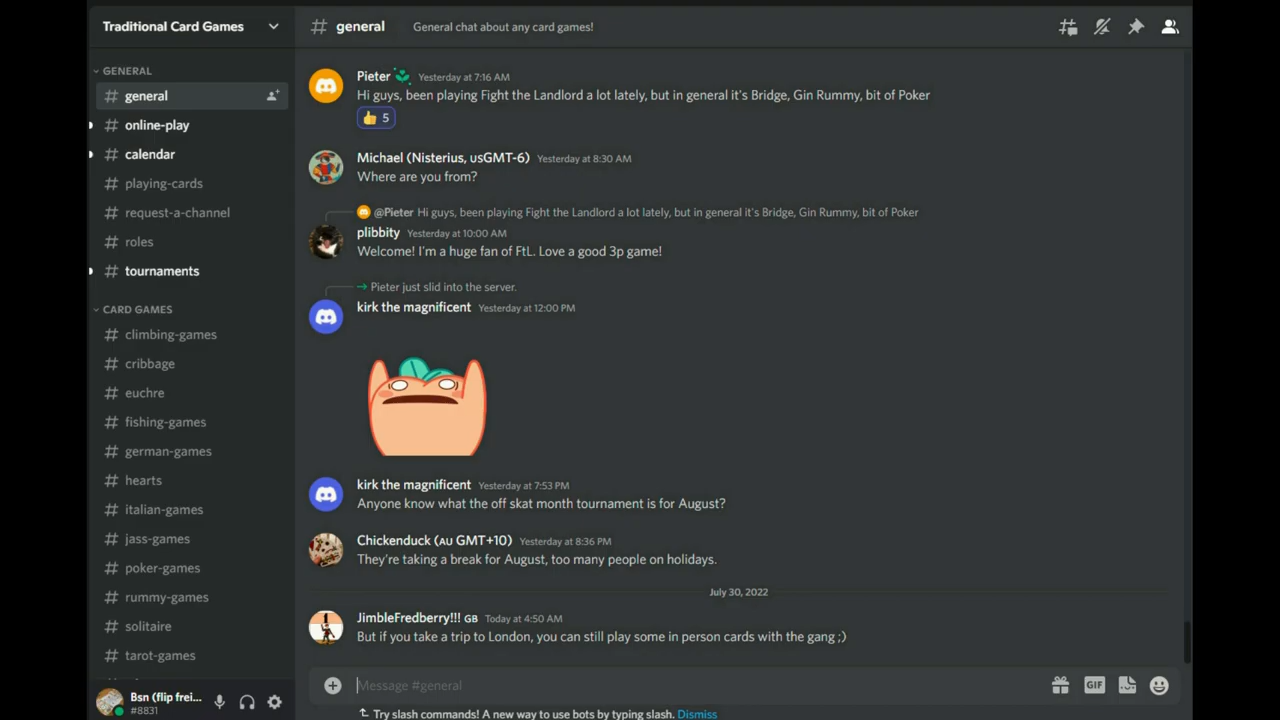 Traditional Card Games
# general
General chat about any card games!
GENERAL
# general
# online-play
# calendar
# playing-cards
# request-a-channel
# roles
# tournaments
CARD GAMES
# climbing-games
# cribbage
# euchre
# fishing-games
# german-games
# hearts
# italian-games
# jass-games
# poker-games
# rummy-games
# solitaire
# tarot-games
Bsn (flip frei...
#8831
Pieter Yesterday at 7:16 AM
Hi guys, been playing Fight the Landlord a lot lately, but in general it's Bridge, Gin Rummy, bit of Poker
👍 5
Michael (Nisterius, USGMT-6) Yesterday at 8:30 AM
Where are you from?
@Pieter Hi guys, been playing Fight the Landlord a lot lately, but in general it's Bridge, Gin Rummy, bit of Poker
plibbity Yesterday at 10:00 AM
Welcome! I'm a huge fan of FtL. Love a good 3p game!
Pieter just slid into the server.
kirk the magnificent Yesterday at 12:00 PM
kirk the magnificent Yesterday at 7:53 PM
Anyone know what the off skat month tournament is for August?
Chickenduck (AU GMT+10) Yesterday at 8:36 PM
They're taking a break for August, too many people on holidays.
July 30, 2022
JimbleFredberry!!! GB Today at 4:50 AM
But if you take a trip to London, you can still play some in person cards with the gang ;)
Message #general
GIF
Try slash commands! A new way to use bots by typing slash. Dismiss